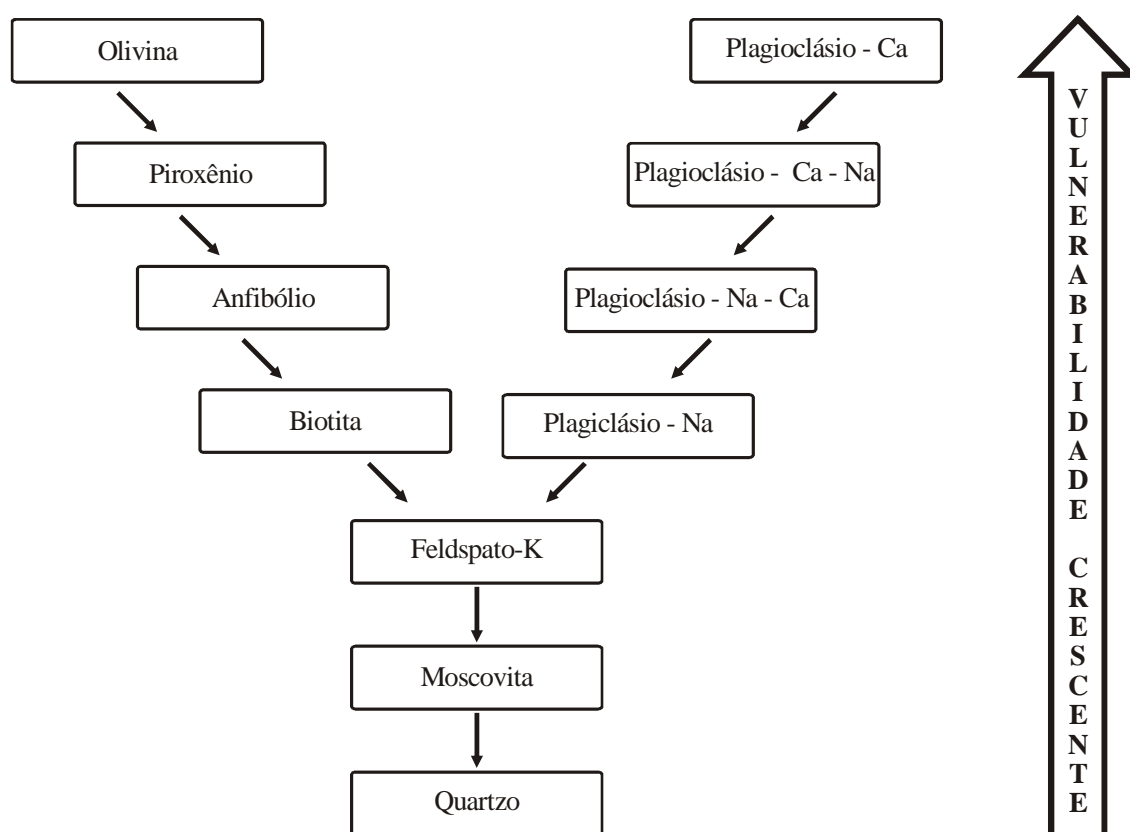 Olivina
Plagioclásio - Ca
Piroxênio
Plagioclásio - Ca - Na
Anfibólio
Plagioclásio - Na - Ca
Biotita
Plagiclásio - Na
Feldspato-K
Moscovita
Quartzo
VULNERABILIDADE CRESCENTE